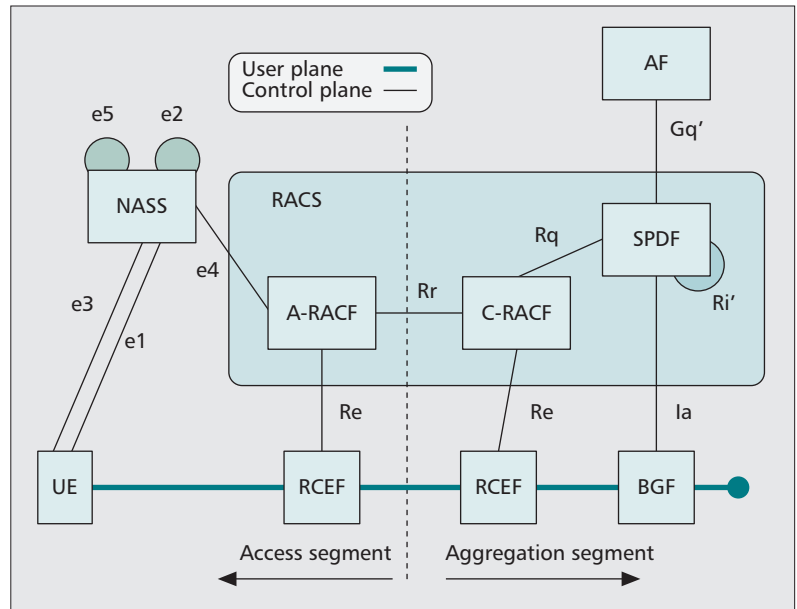 User plane
Control plane
AF
e5
e2
Gq’
NASS
RACS
Rq
SPDF
e4
e3
A-RACF
Rr
C-RACF
Ri’
e1
Re
Re
Ia
UE
RCEF
RCEF
BGF
Access segment
Aggregation segment